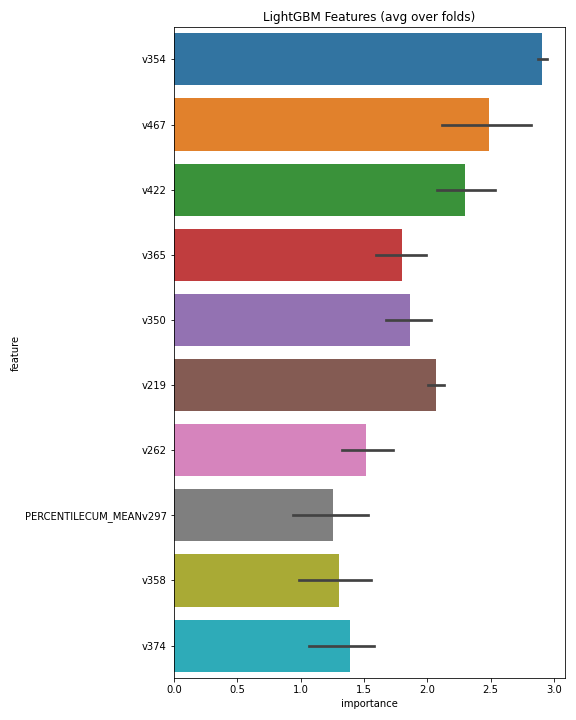 LightGBM Features (avg over folds)
feature
v354
v467
v422
v365
v350
v219
v262
PERCENTILECUM_MEANv297
v358
v374
0.0 0.5 1.0 1.5 2.0 2.5 3.0
importance